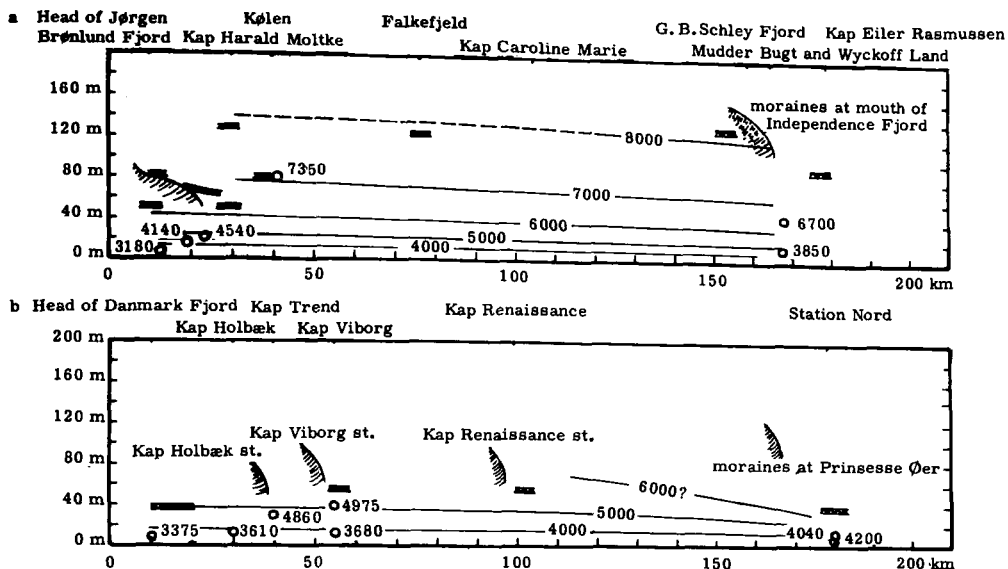 a Head of Jørgen Kølen Falkefjeld G. B. Schley Fjord Kap Eiler Rasmussen
Brønlund Fjord Kap Harald Moltke Kap Caroline Marie Mudder Bugt and Wyckoff Land
160 m
120 m
80 m
40 m
0 m
moraines at mouth of
Independence Fjord
8000
7350
7000
6000
6700
4140 4540
5000
3180
4000
3850
0 50 100 150 200 km
b Head of Danmark Fjord Kap Trend Kap Renaissance Station Nord
Kap Holbæk Kap Viborg
200 m
160 m
120 m
80 m
40 m
0 m
Kap Viborg st. Kap Renaissance st.
Kap Holbæk st.
moraines at Prinsesse Øer
6000?
4975
5000
4860
3375 3610 3680 4000 4040 4200
0 50 100 150 200 km